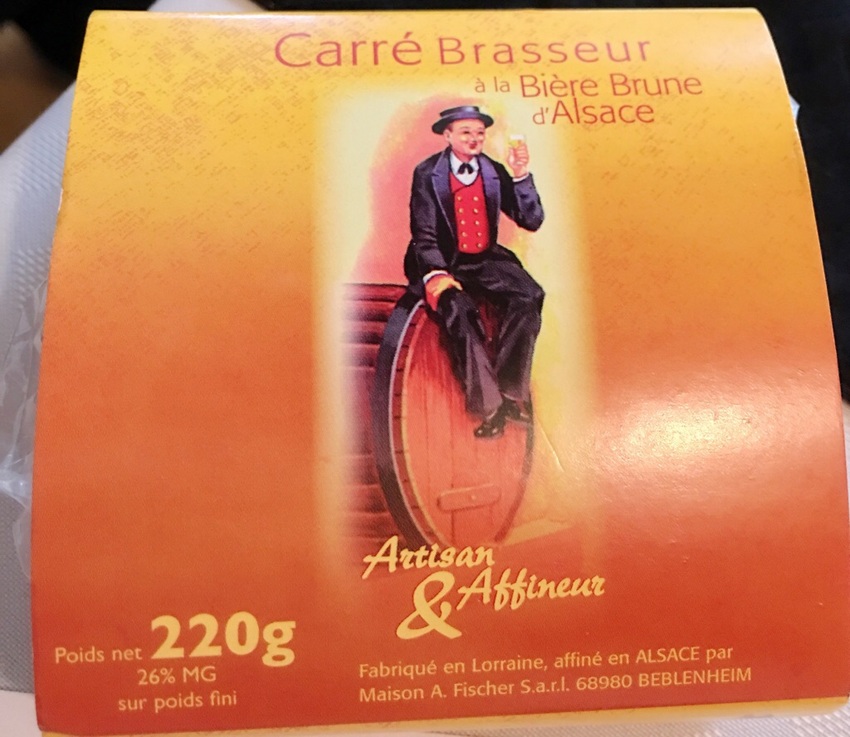 Carré Brasseur
à la Bière Brune
d'Alsace
Artisan
& Affineur
Poids net 220g
26% MG
sur poids fini
Fabriqué en Lorraine, affiné en ALSACE par
Maison A. Fischer S.a.r.l. 68980 BEBLENHEIM